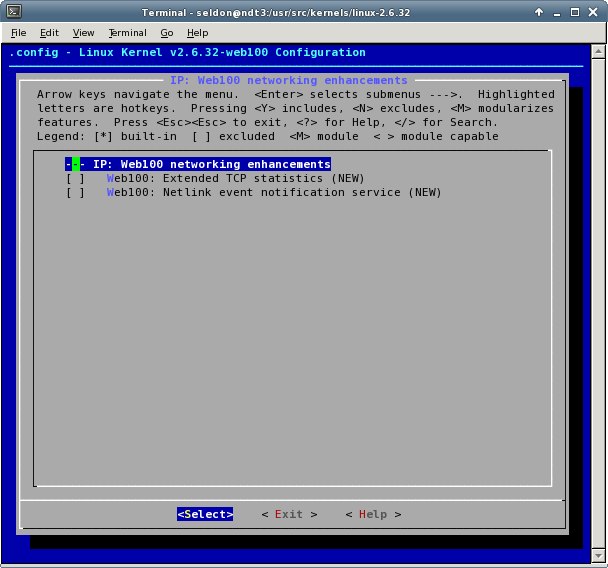 Terminal - seldon@ndt3:/usr/src/kernels/linux-2.6.32
File Edit View Terminal Go Help
.config - Linux Kernel v2.6.32-web100 Configuration
IP: Web100 networking enhancements
Arrow keys navigate the menu. <Enter> selects submenus --->. Highlighted
letters are hotkeys. Pressing <Y> includes, <N> excludes, <M> modularizes
features. Press <Esc><Esc> to exit, <?> for Help, </> for Search.
Legend: [*] built-in [ ] excluded <M> module < > module capable
--- IP: Web100 networking enhancements
[ ] Web100: Extended TCP statistics (NEW)
[ ] Web100: Netlink event notification service (NEW)
<Select> < Exit > < Help >